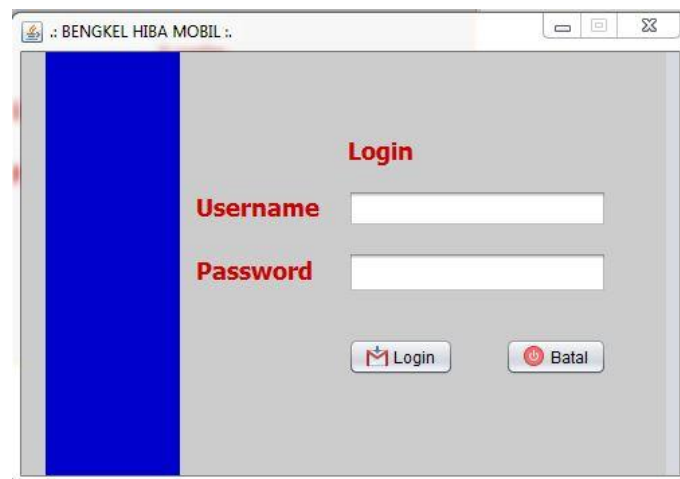 .: BENGKEL HIBA MOBIL :.
Login
Username
Password
Login Batal